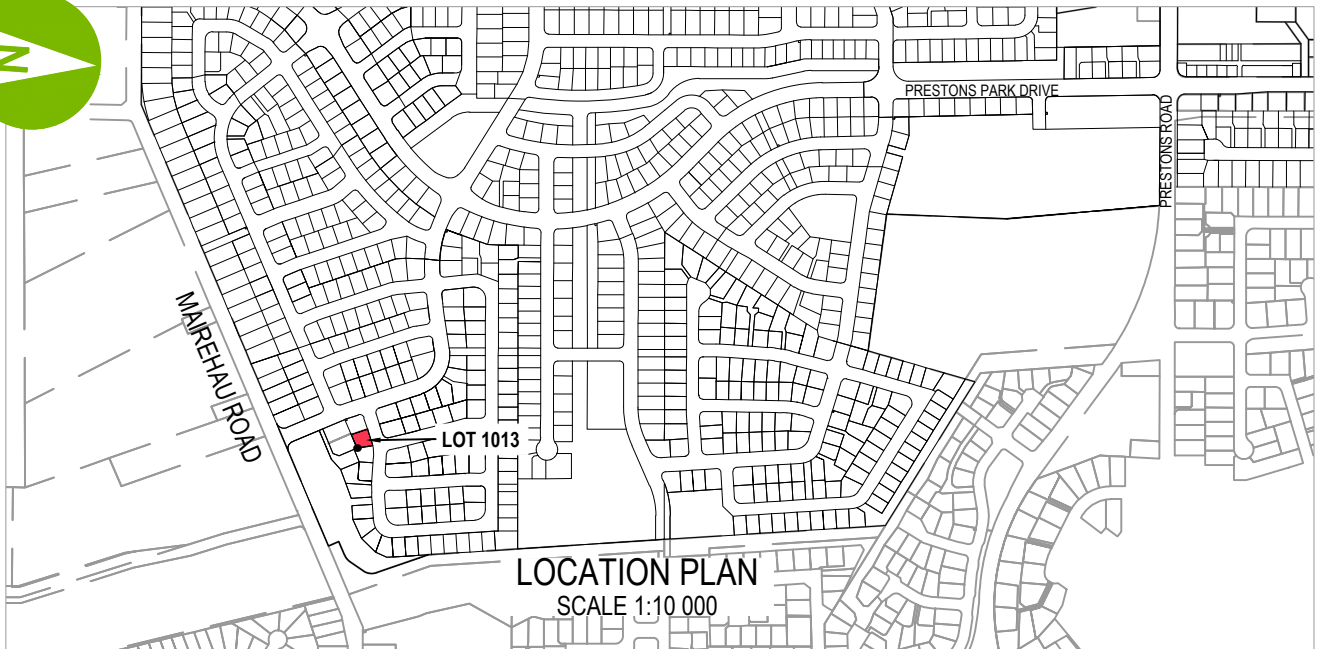 N
PRESTONS PARK DRIVE
PRESTONS ROAD
MAIREHAU ROAD
LOT 1013
LOCATION PLAN
SCALE 1:10 000